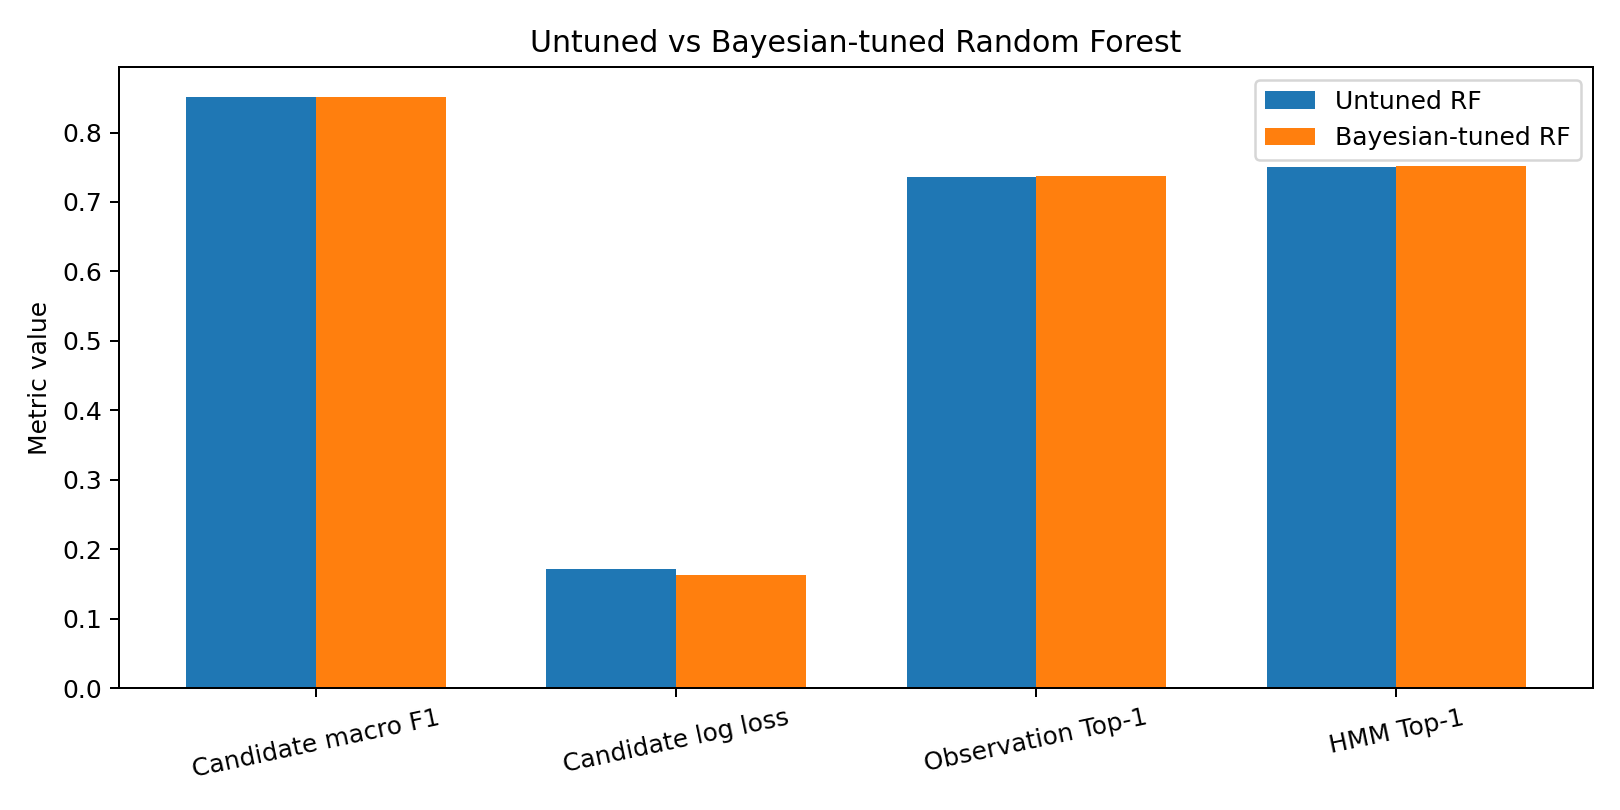 Untuned vs Bayesian-tuned Random Forest
Untuned RF
Bayesian-tuned RF
Metric value
0.8
0.7
0.6
0.5
0.4
0.3
0.2
0.1
0.0
Candidate macro F1
Candidate log loss
Observation Top-1
HMM Top-1